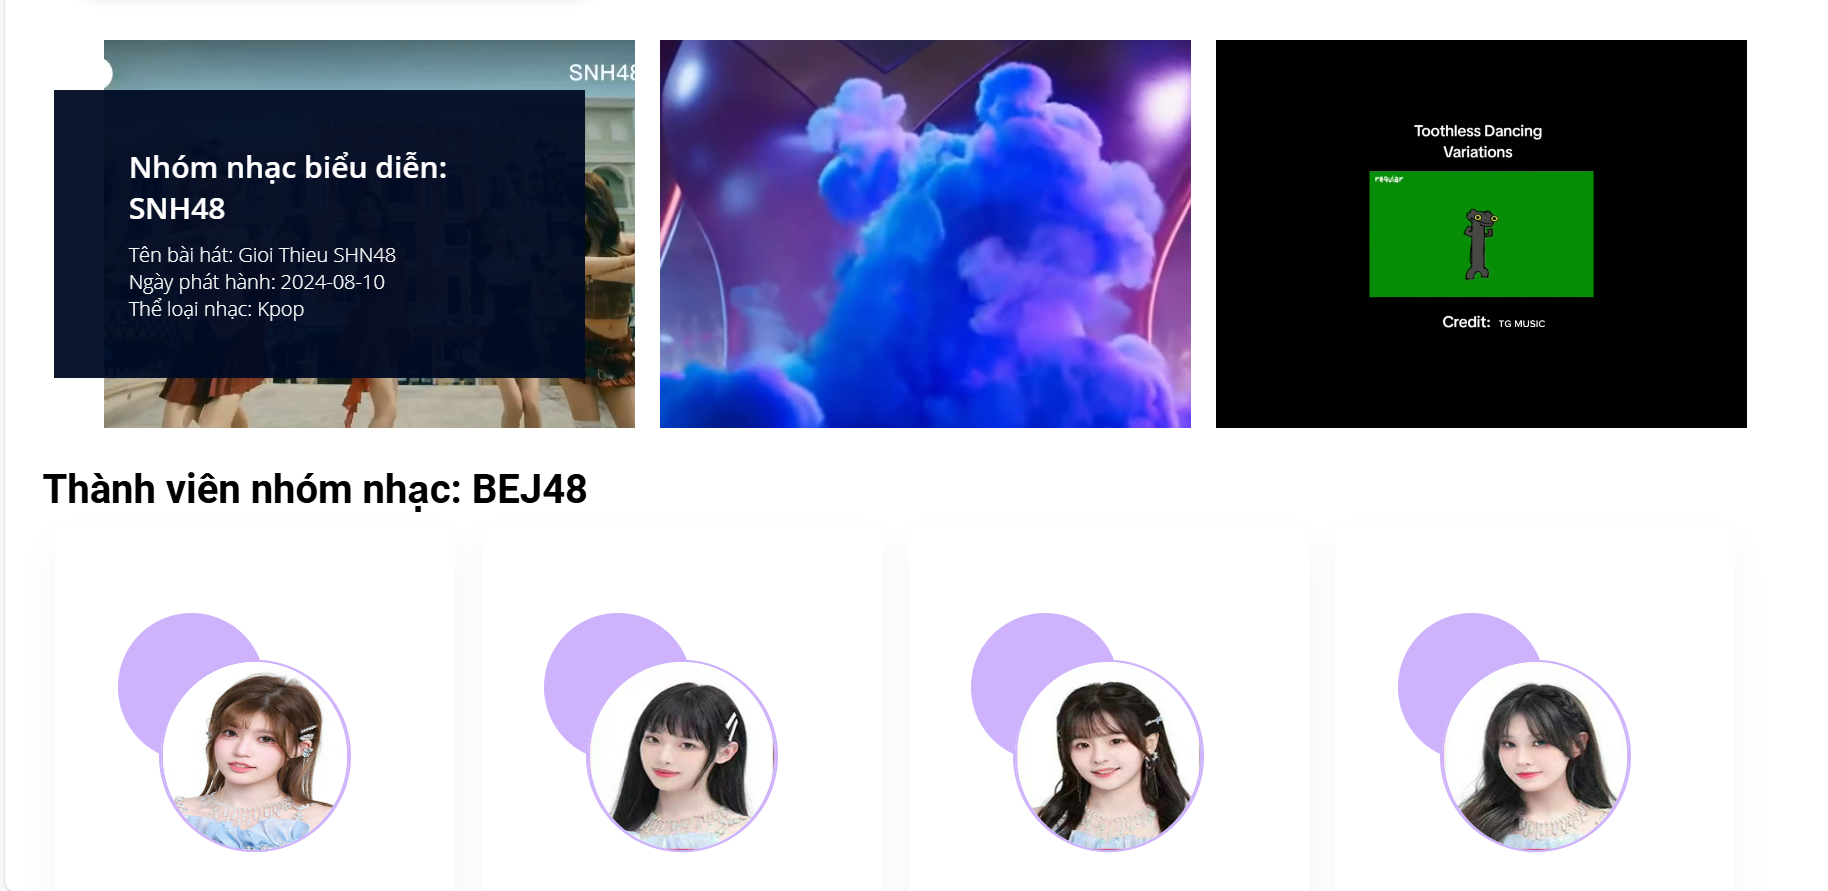 SNH48
Nhóm nhạc biểu diễn:
SNH48
Tên bài hát: Gioi Thieu SHN48
Ngày phát hành: 2024-08-10
Thể loại nhạc: Kpop
Toothless Dancing
Variations
regular
Credit: TG MUSIC
Thành viên nhóm nhạc: BEJ48